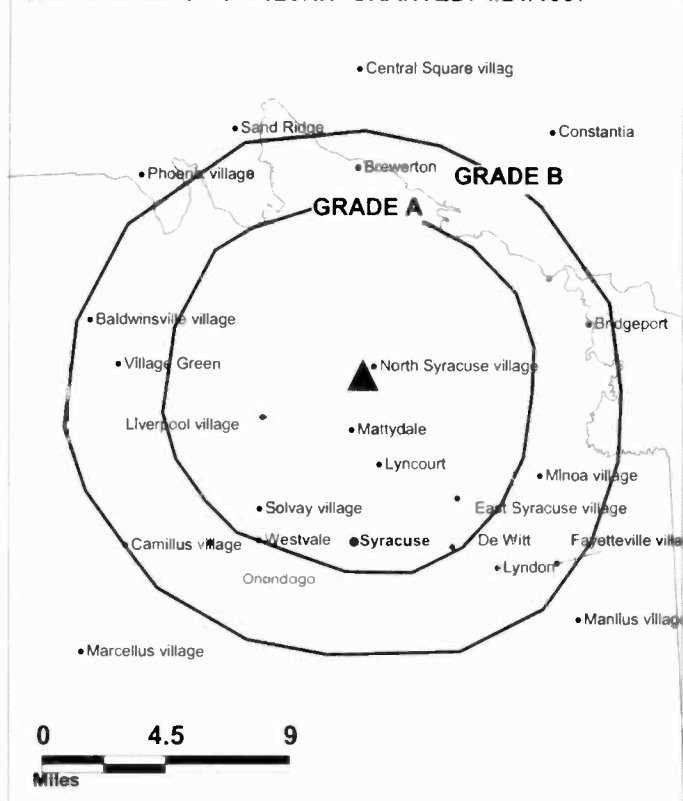 Central Square villag
Sand Ridge
Constantia
Brewerton
Phoenix village
GRADE B
GRADE A
Baldwinsville village
Bridgeport
Village Green
North Syracuse village
Liverpool village
Mattydale
Lyncourt
Minoa village
Solvay village
East Syracuse village
Camillus village
Westvale
Syracuse
De Witt
Fayetteville villa
Lyndon
Onondaga
Manlius village
Marcellus village
0 4.5 9
Miles